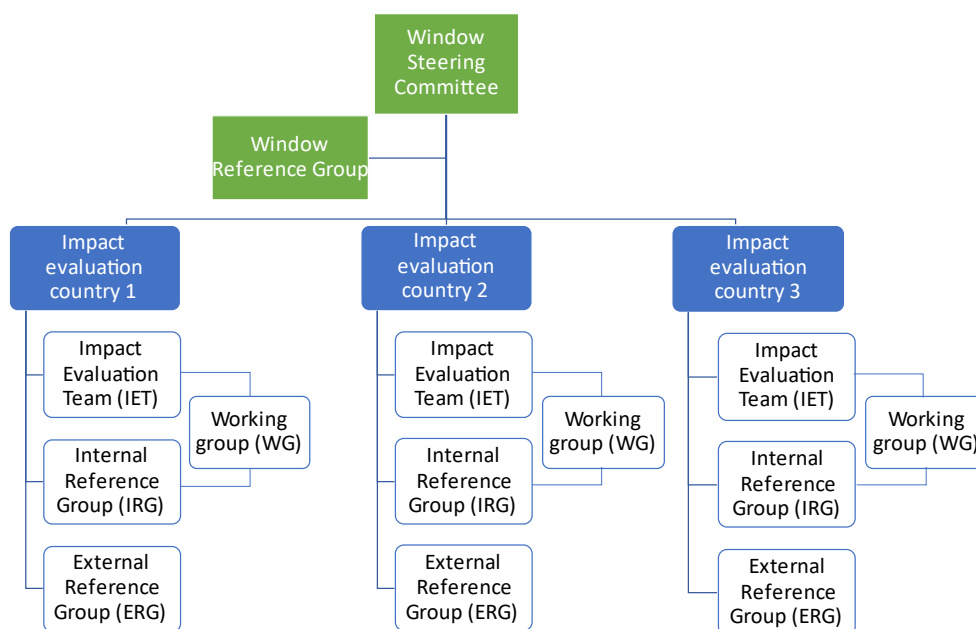 Window
Steering
Committee
Window
Reference Group
Impact
evaluation
country 1
Impact
evaluation
country 2
Impact
evaluation
country 3
Impact
Evaluation
Team (IET)
Working
group (WG)
Internal
Reference
Group (IRG)
External
Reference
Group (ERG)
Impact
Evaluation
Team (IET)
Working
group (WG)
Internal
Reference
Group (IRG)
External
Reference
Group (ERG)
Impact
Evaluation
Team (IET)
Working
group (WG)
Internal
Reference
Group (IRG)
External
Reference
Group (ERG)